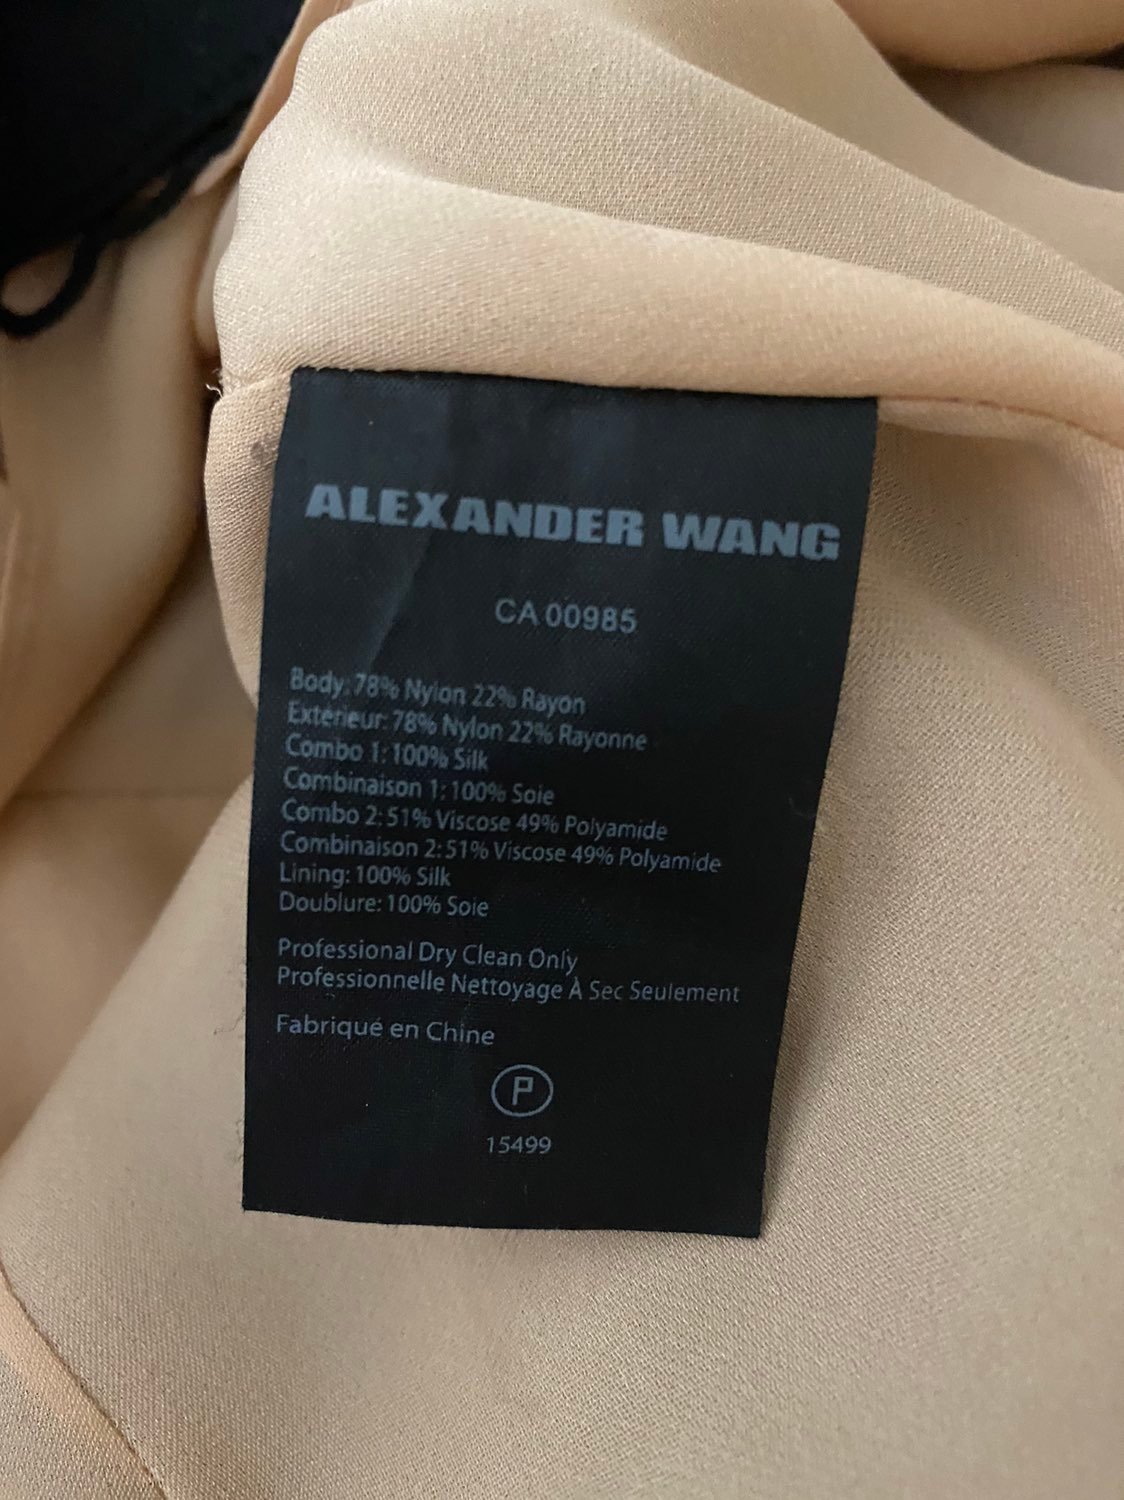 ALEXANDER WANG
CA 00985
Body: 78% Nylon 22% Rayon
Extérieur: 78% Nylon 22% Rayonne
Combo 1: 100% Silk
Combinaison 1: 100% Soie
Combo 2: 51% Viscose 49% Polyamide
Combinaison 2: 51% Viscose 49% Polyamide
Lining: 100% Silk
Doublure: 100% Soie
Professional Dry Clean Only
Professionnelle Nettoyage À Sec Seulement
Fabriqué en Chine
P
15499